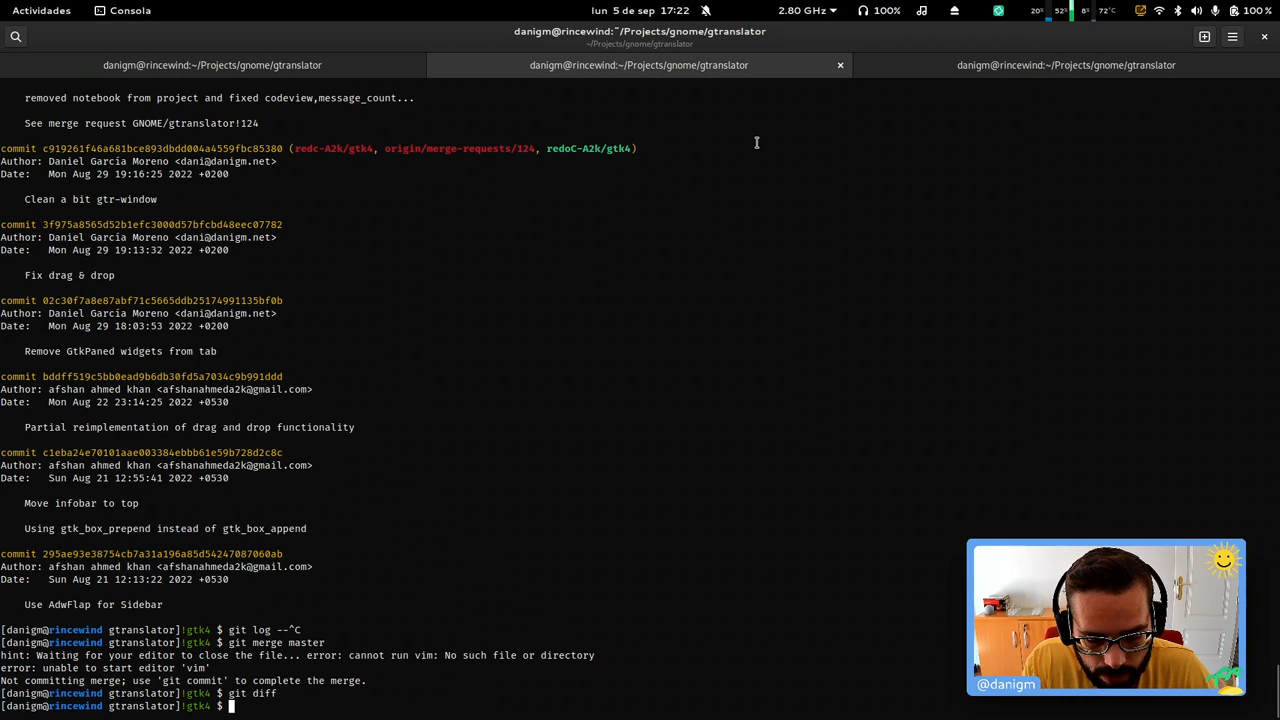 Actividades
Consola
lun 5 de sep 17:22
2.80 GHz
100%
20%
52%
8%
72°C
100 %
danigm@rincewind:~/Projects/gnome/gtranslator
~/Projects/gnome/gtranslator
danigm@rincewind:~/Projects/gnome/gtranslator
danigm@rincewind:~/Projects/gnome/gtranslator
danigm@rincewind:~/Projects/gnome/gtranslator
removed notebook from project and fixed codeview,message_count...
See merge request GNOME/gtranslator!124
commit c919261f46a681bce893dbdd004a4559fbc85380 (redc-A2k/gtk4, origin/merge-requests/124, redoC-A2k/gtk4)
Author: Daniel Garcia Moreno <dani@danigm.net>
Date:   Mon Aug 29 19:16:25 2022 +0200
Clean a bit gtr-window
commit 3f975a8565d52b1efc3000d57bfcbd48eec07782
Author: Daniel Garcia Moreno <dani@danigm.net>
Date:   Mon Aug 29 19:13:32 2022 +0200
Fix drag & drop
commit 02c30f7a8e87abf71c5665ddb25174991135bf0b
Author: Daniel Garcia Moreno <dani@danigm.net>
Date:   Mon Aug 29 18:03:53 2022 +0200
Remove GtkPaned widgets from tab
commit bddff519c5bb0ead9b6db30fd5a7034c9b991ddd
Author: afshan ahmed khan <afshanahmeda2k@gmail.com>
Date:   Mon Aug 22 23:14:25 2022 +0530
Partial reimplementation of drag and drop functionality
commit c1eba24e70101aae003384ebbb61e59b728d2c8c
Author: afshan ahmed khan <afshanahmeda2k@gmail.com>
Date:   Sun Aug 21 12:55:41 2022 +0530
Move infobar to top
Using gtk_box_prepend instead of gtk_box_append
commit 295ae93e38754cb7a31a196a85d54247087060ab
Author: afshan ahmed khan <afshanahmeda2k@gmail.com>
Date:   Sun Aug 21 12:13:22 2022 +0530
Use AdwFlap for Sidebar
[danigm@rincewind gtranslator]!gtk4 $ git log --^C
[danigm@rincewind gtranslator]!gtk4 $ git merge master
hint: Waiting for your editor to close the file... error: cannot run vim: No such file or directory
error: unable to start editor 'vim'
Not committing merge; use 'git commit' to complete the merge.
[danigm@rincewind gtranslator]!gtk4 $ git diff
[danigm@rincewind gtranslator]!gtk4 $
@danigm